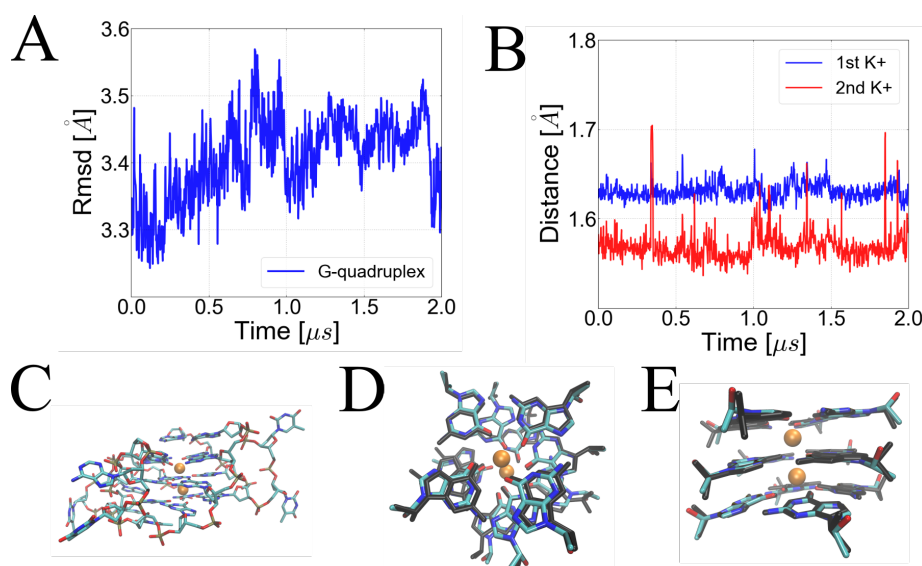 A
Rmsd [Å]
3.6
3.5
3.4
3.3
G-quadruplex
0.0 0.5 1.0 1.5 2.0
Time [μs]
B
Distance [Å]
1.8
1.7
1.6
1st K+
2nd K+
0.0 0.5 1.0 1.5 2.0
Time [μs]
C
D
E